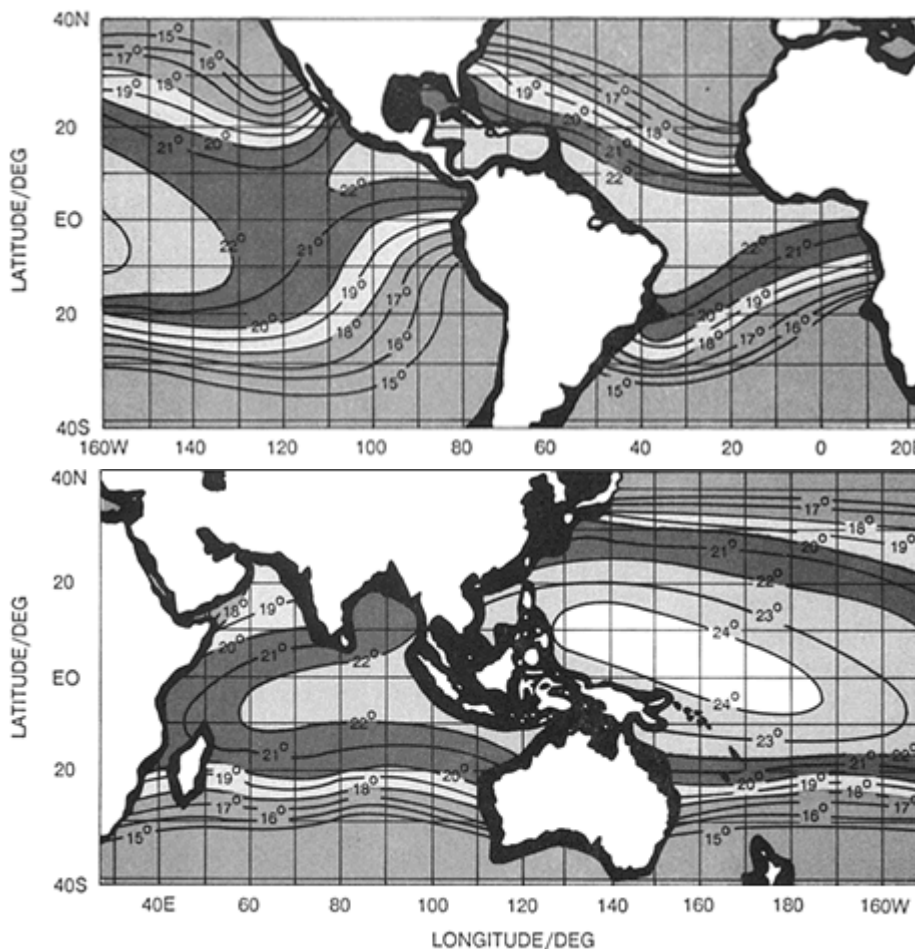 40N
20
EO
20
40S
LATITUDE/DEG
15° 16° 17° 18° 19° 20° 21° 22°
22° 21° 20° 19° 18° 17° 16° 15°
19° 17° 18° 20° 21° 22°
22° 21° 20° 19° 18° 17° 16° 15°
160W 140 120 100 80 60 40 20 0 20E
40N
20
EO
20
40S
LATITUDE/DEG
18° 19° 20° 21° 22°
22° 21° 20° 19° 18° 17° 16° 15°
17° 18° 19° 20° 21° 22° 23° 24°
24° 23° 22° 21° 20° 19° 18° 17° 16° 15°
40E 60 80 100 120 140 160 180 160W
LONGITUDE/DEG